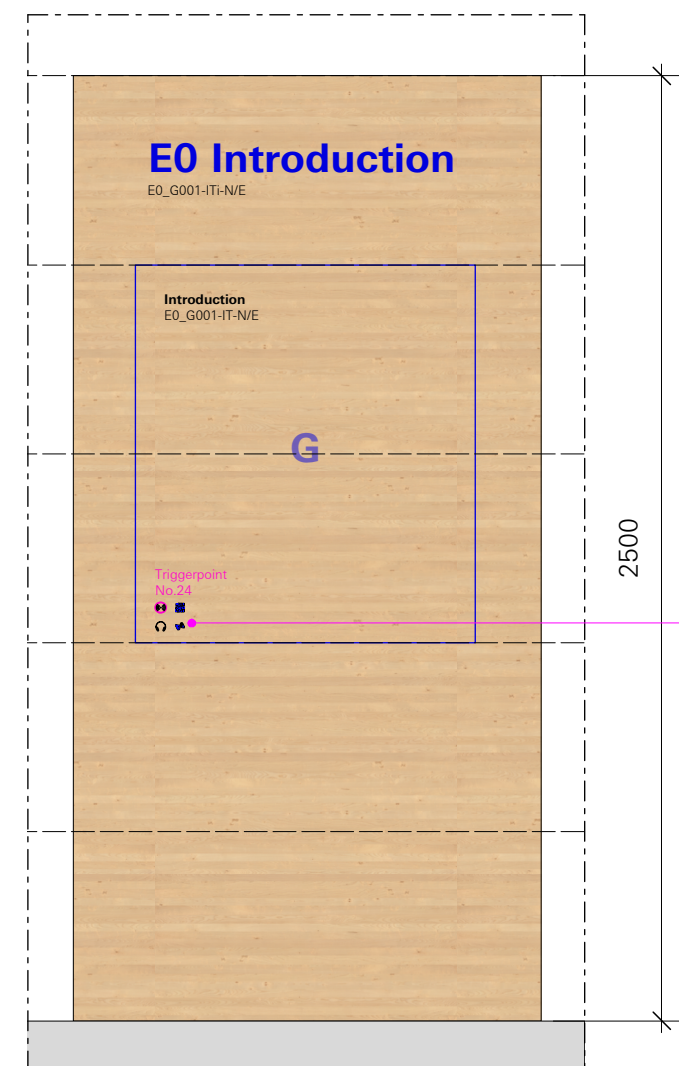 E0 Introduction
E0_G001-ITi-N/E
Introduction
E0_G001-IT-N/E
G
Triggerpoint
No.24
2500